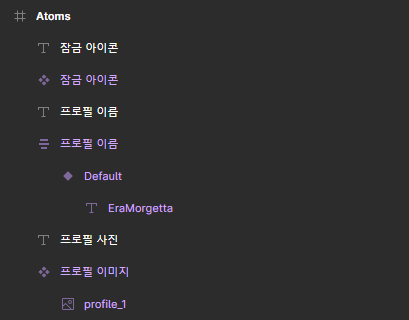 Atoms
잠금 아이콘
잠금 아이콘
프로필 이름
프로필 이름
Default
EraMorgetta
프로필 사진
프로필 이미지
profile_1